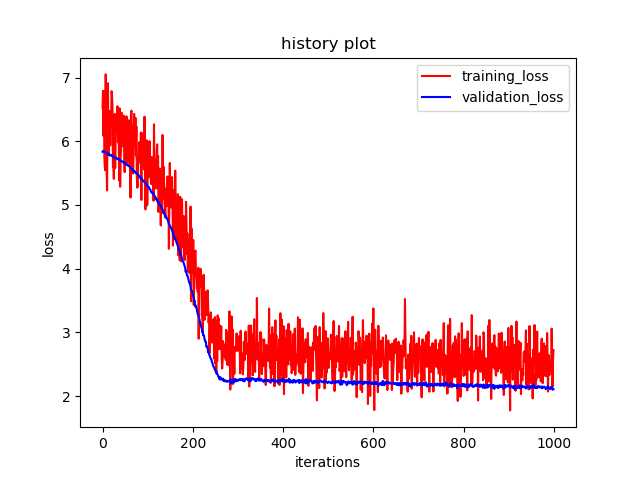 history plot
training_loss
validation_loss
7
6
5
4
3
2
loss
0 200 400 600 800 1000
iterations